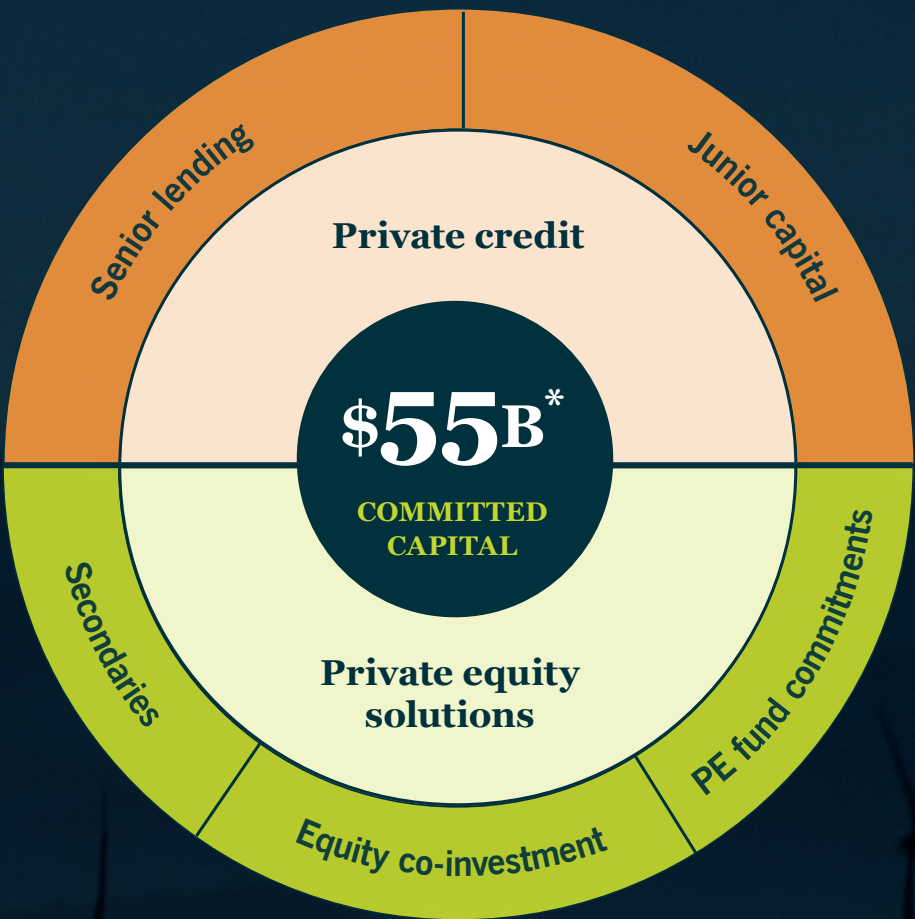 Senior lending
Junior capital
Private credit
$55B*
COMMITTED
CAPITAL
Private equity
solutions
Secondaries
Equity co-investment
PE fund commitments